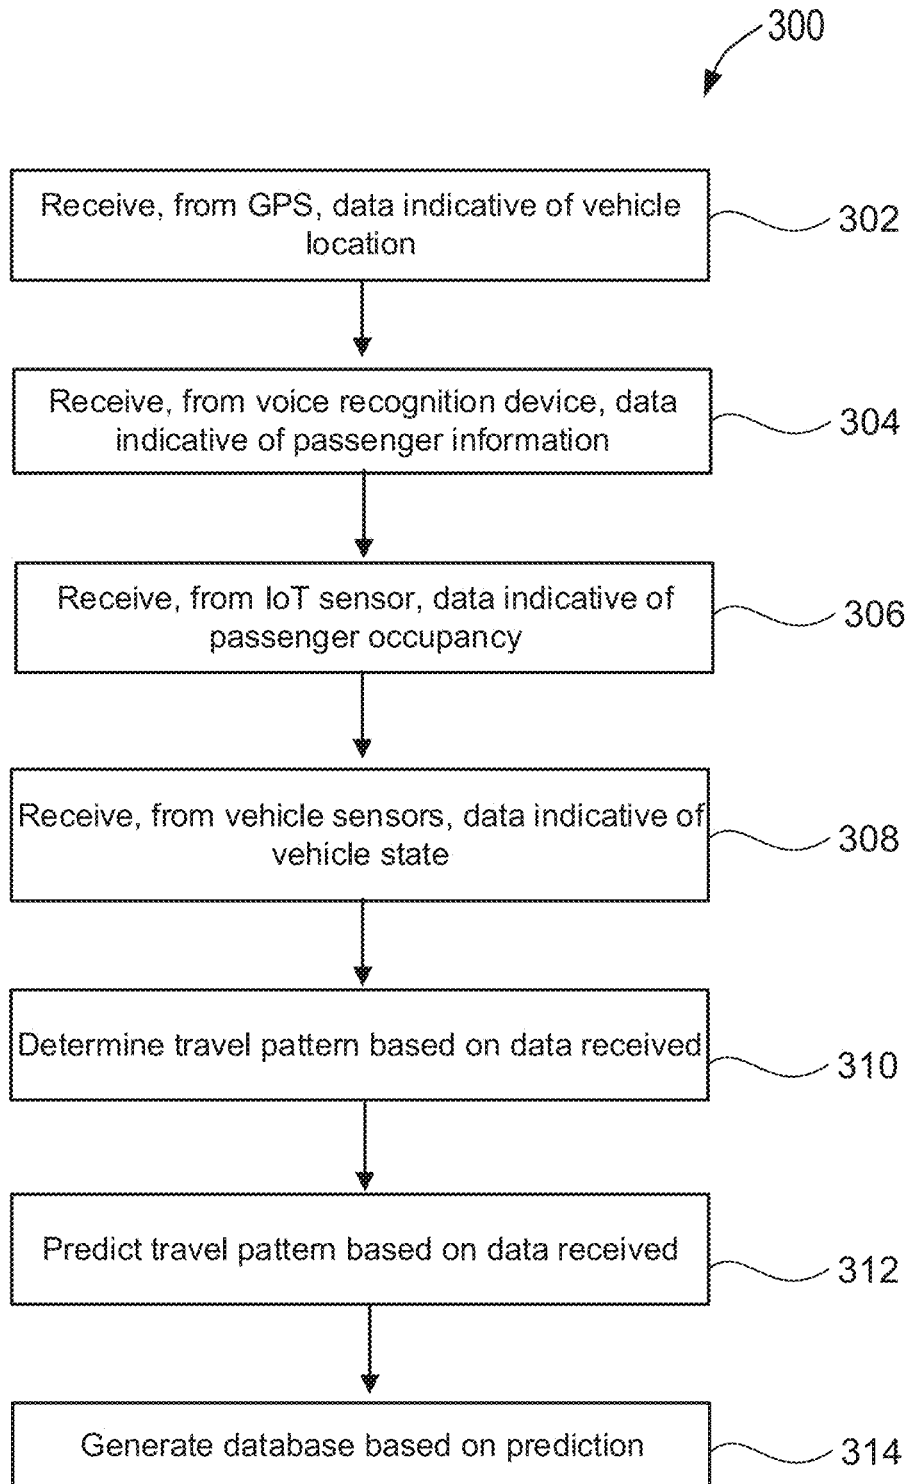 300
Receive, from GPS, data indicative of vehicle
location
302
Receive, from voice recognition device, data
indicative of passenger information
304
Receive, from IoT sensor, data indicative of
passenger occupancy
306
Receive, from vehicle sensors, data indicative of
vehicle state
308
Determine travel pattern based on data received
310
Predict travel pattern based on data received
312
Generate database based on prediction
314